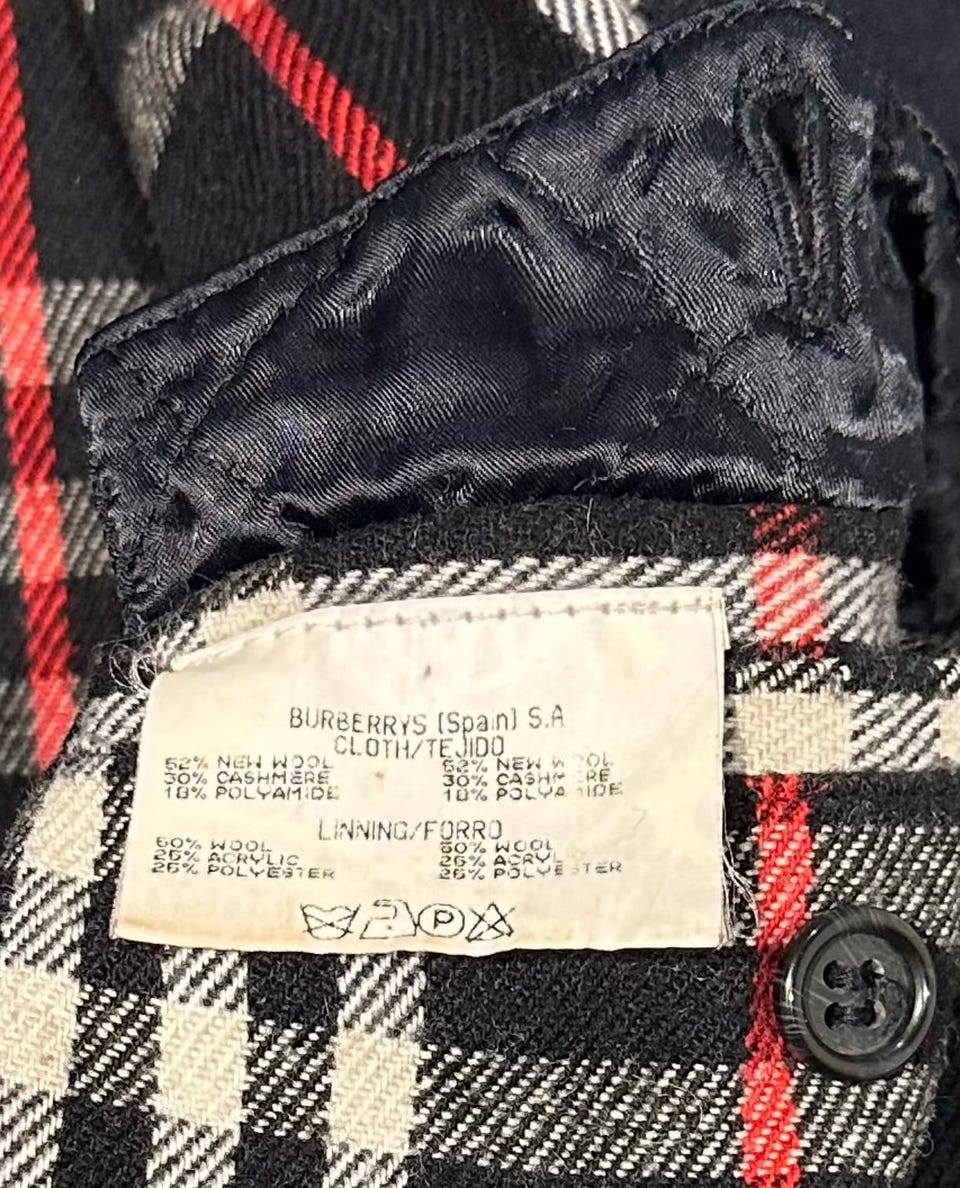 BURBERRYS (Spain) S.A
CLOTH/TEJIDO
52% NEW WOOL 52% NEW WOOL
30% CASHMERE 30% CASHMERE
18% POLYAMIDE 18% POLYAMIDE
LINNING/FORRO
50% WOOL 50% WOOL
25% ACRYLIC 25% ACRYL
25% POLYESTER 25% POLYESTER
P